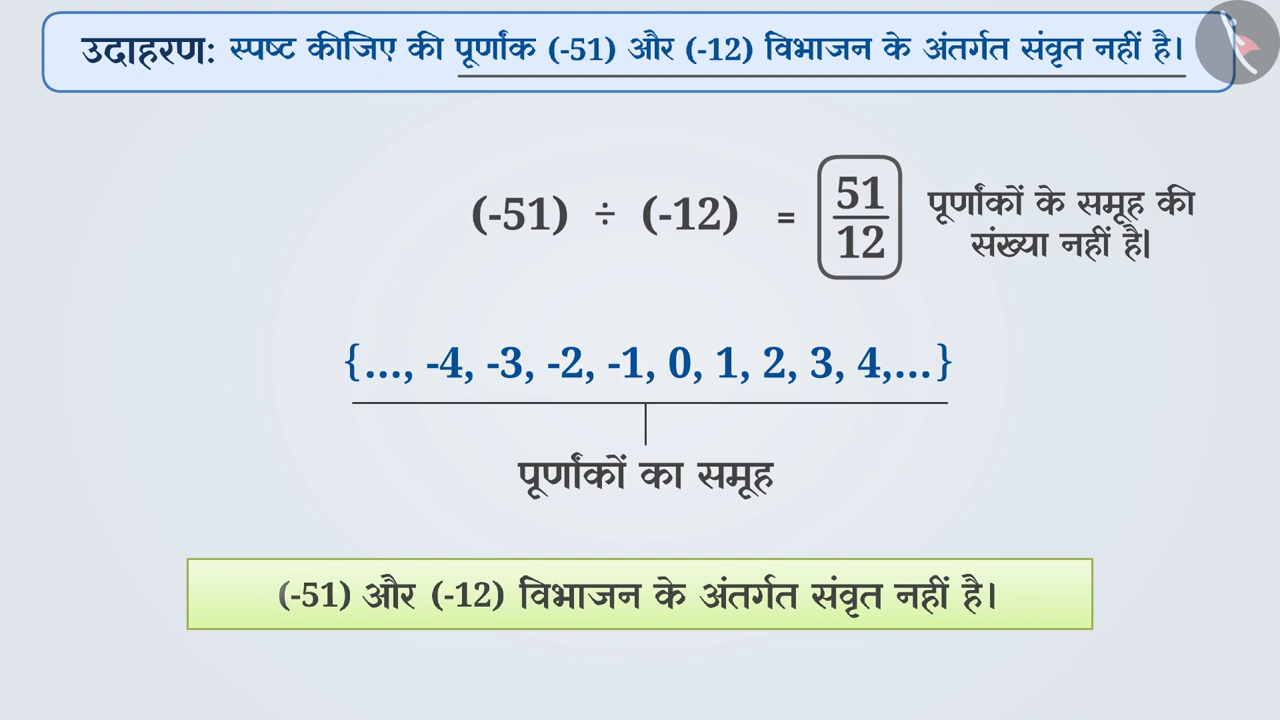 उदाहरण: स्पष्ट कीजिए की पूर्णांक (-51) और (-12) विभाजन के अंतर्गत संवृत नहीं है।
(-51) ÷ (-12) = 51/12 पूर्णांकों के समूह की
संख्या नहीं है।
{..., -4, -3, -2, -1, 0, 1, 2, 3, 4,...}
पूर्णांकों का समूह
(-51) और (-12) विभाजन के अंतर्गत संवृत नहीं है।